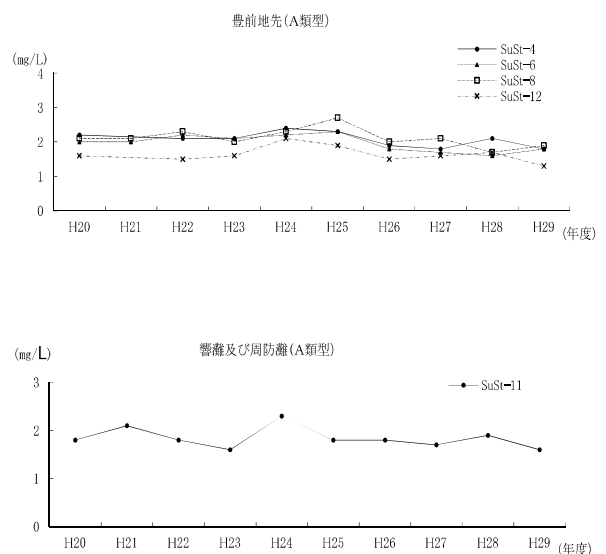 豊前地先(A類型)
(mg/L)
SuSt-4
SuSt-6
SuSt-8
SuSt-12
4
3
2
1
0
H20 H21 H22 H23 H24 H25 H26 H27 H28 H29
(年度)
響灘及び周防灘(A類型)
(mg/L)
SuSt-11
3
2
1
0
H20 H21 H22 H23 H24 H25 H26 H27 H28 H29
(年度)